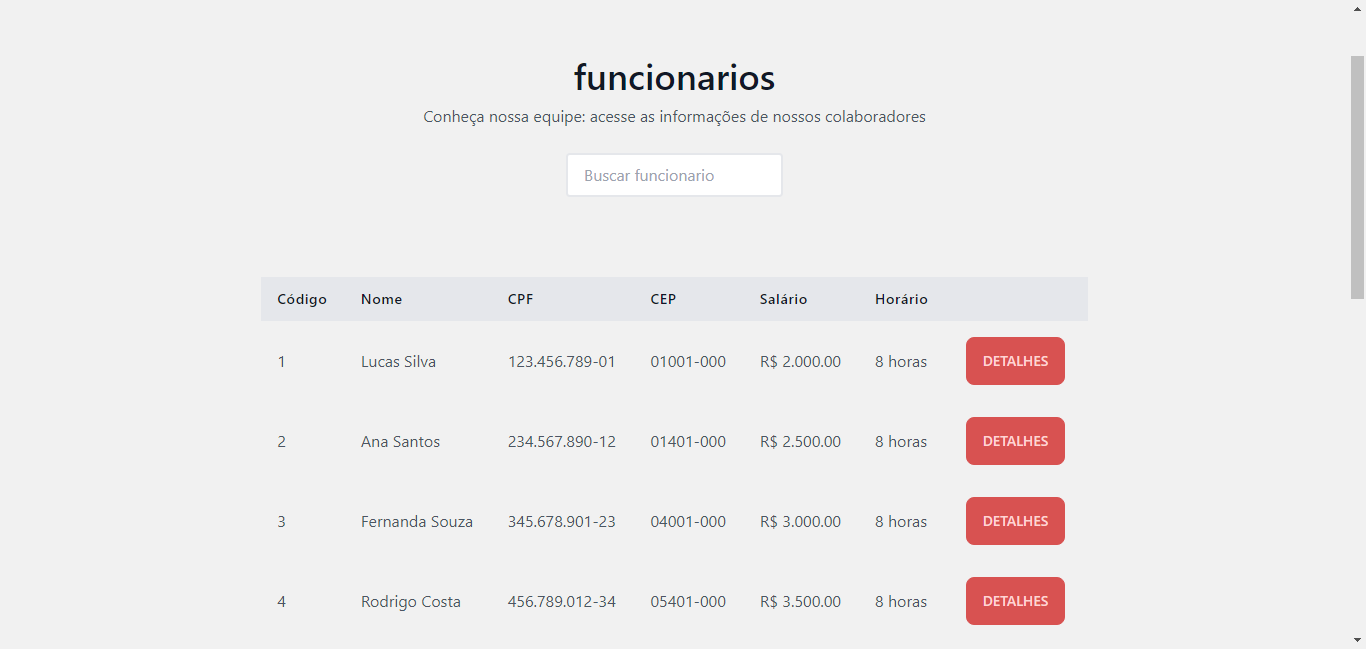 funcionarios
Conheça nossa equipe: acesse as informações de nossos colaboradores
Buscar funcionario
Código Nome CPF CEP Salário Horário
1 Lucas Silva 123.456.789-01 01001-000 R$ 2.000.00 8 horas DETALHES
2 Ana Santos 234.567.890-12 01401-000 R$ 2.500.00 8 horas DETALHES
3 Fernanda Souza 345.678.901-23 04001-000 R$ 3.000.00 8 horas DETALHES
4 Rodrigo Costa 456.789.012-34 05401-000 R$ 3.500.00 8 horas DETALHES